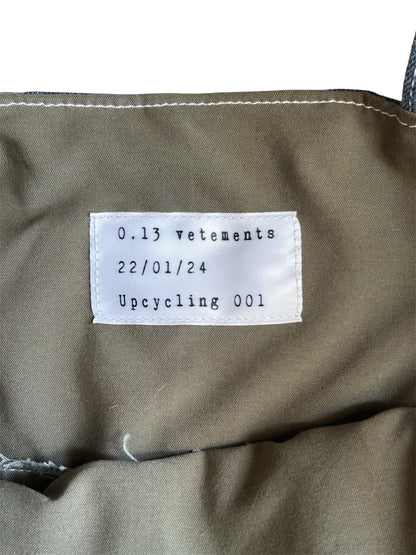 0.13 vetements
22/01/24
Upcycling 001